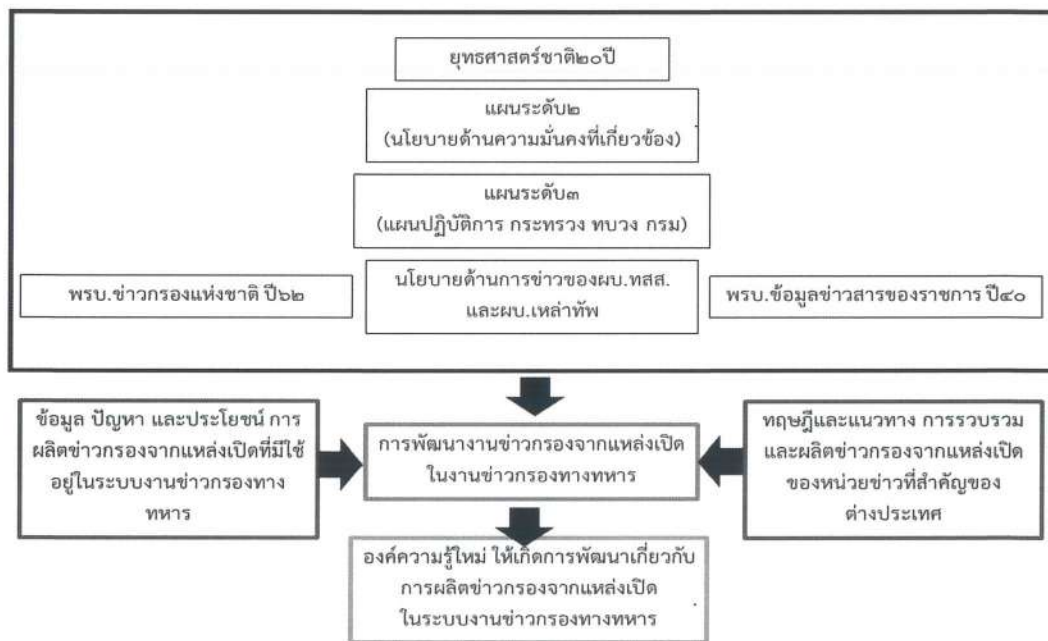 ยุทธศาสตร์ชาติ๒๐ปี
แผนระดับ๒
(นโยบายด้านความมั่นคงที่เกี่ยวข้อง)
แผนระดับ๓
(แผนปฏิบัติการ กระทรวง ทบวง กรม)
พรบ.ข่าวกรองแห่งชาติ ปี๖๒
นโยบายด้านการข่าวของผบ.ทสส.
และผบ.เหล่าทัพ
พรบ.ข้อมูลข่าวสารของราชการ ปี๔๐
ข้อมูล ปัญหา และประโยชน์ การ
ผลิตข่าวกรองจากแหล่งเปิดที่มีใช้
อยู่ในระบบงานข่าวกรองทาง
ทหาร
การพัฒนางานข่าวกรองจากแหล่งเปิด
ในงานข่าวกรองทางทหาร
ทฤษฎีและแนวทาง การรวบรวม
และผลิตข่าวกรองจากแหล่งเปิด
ของหน่วยข่าวที่สำคัญของ
ต่างประเทศ
องค์ความรู้ใหม่ ให้เกิดการพัฒนาเกี่ยวกับ
การผลิตข่าวกรองจากแหล่งเปิด
ในระบบงานข่าวกรองทางทหาร